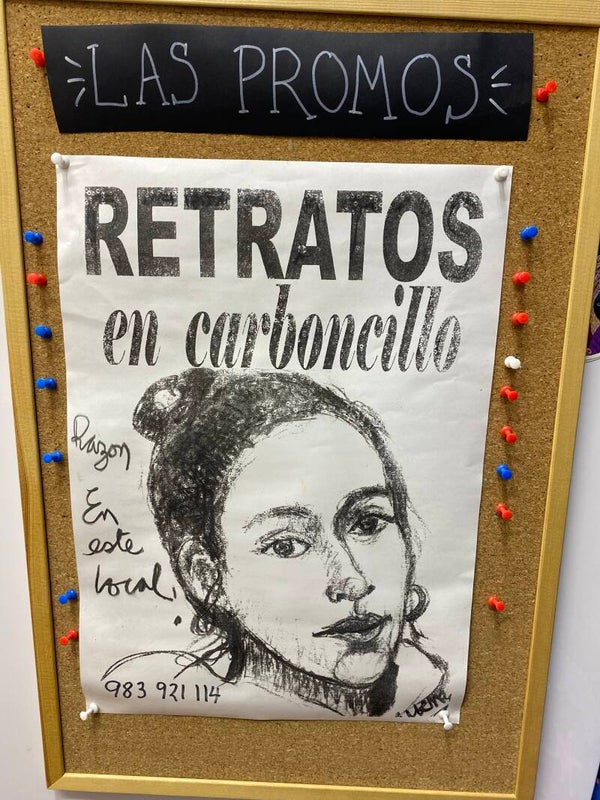 LAS PROMOS
RETRATOS
en carboncillo
Razon
En
este
Local.
983 921 114